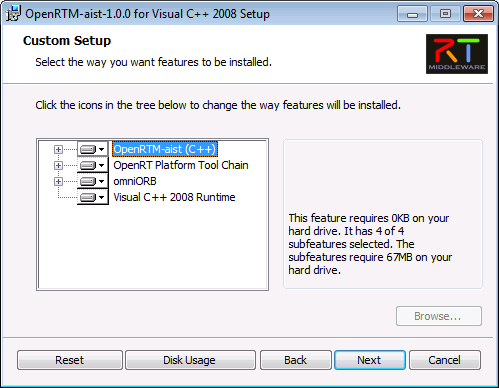 OpenRTM-aist-1.0.0 for Visual C++ 2008 Setup
Custom Setup
Select the way you want features to be installed.
RT
MIDDLEWARE
Click the icons in the tree below to change the way features will be installed.
OpenRTM-aist (C++)
OpenRT Platform Tool Chain
omniORB
Visual C++ 2008 Runtime
This feature requires 0KB on your
hard drive. It has 4 of 4
subfeatures selected. The
subfeatures require 67MB on your
hard drive.
Browse...
Reset
Disk Usage
Back
Next
Cancel